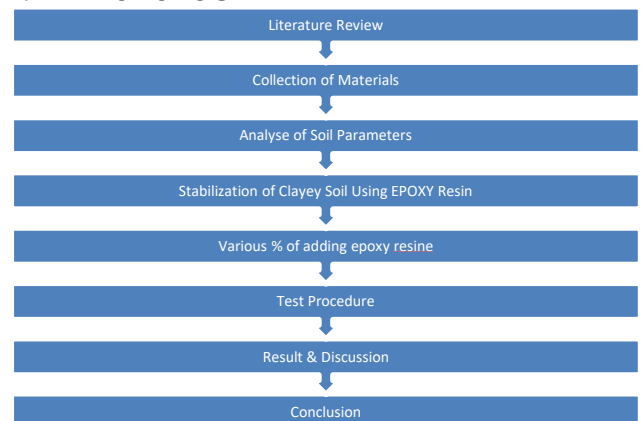 Literature Review
Collection of Materials
Analyse of Soil Parameters
Stabilization of Clayey Soil Using EPOXY Resin
Various % of adding epoxy resine
Test Procedure
Result & Discussion
Conclusion